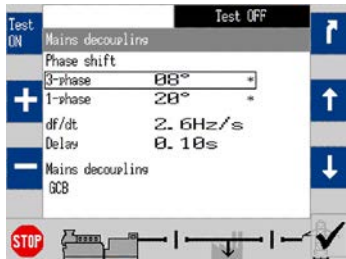 Test OFF
Test
ON
Mains decoupling
Phase shift
3-phase 08° *
1-phase 20° *
df/dt 2.6Hz/s
Delay 0.10s
Mains decoupling
GCB
STOP